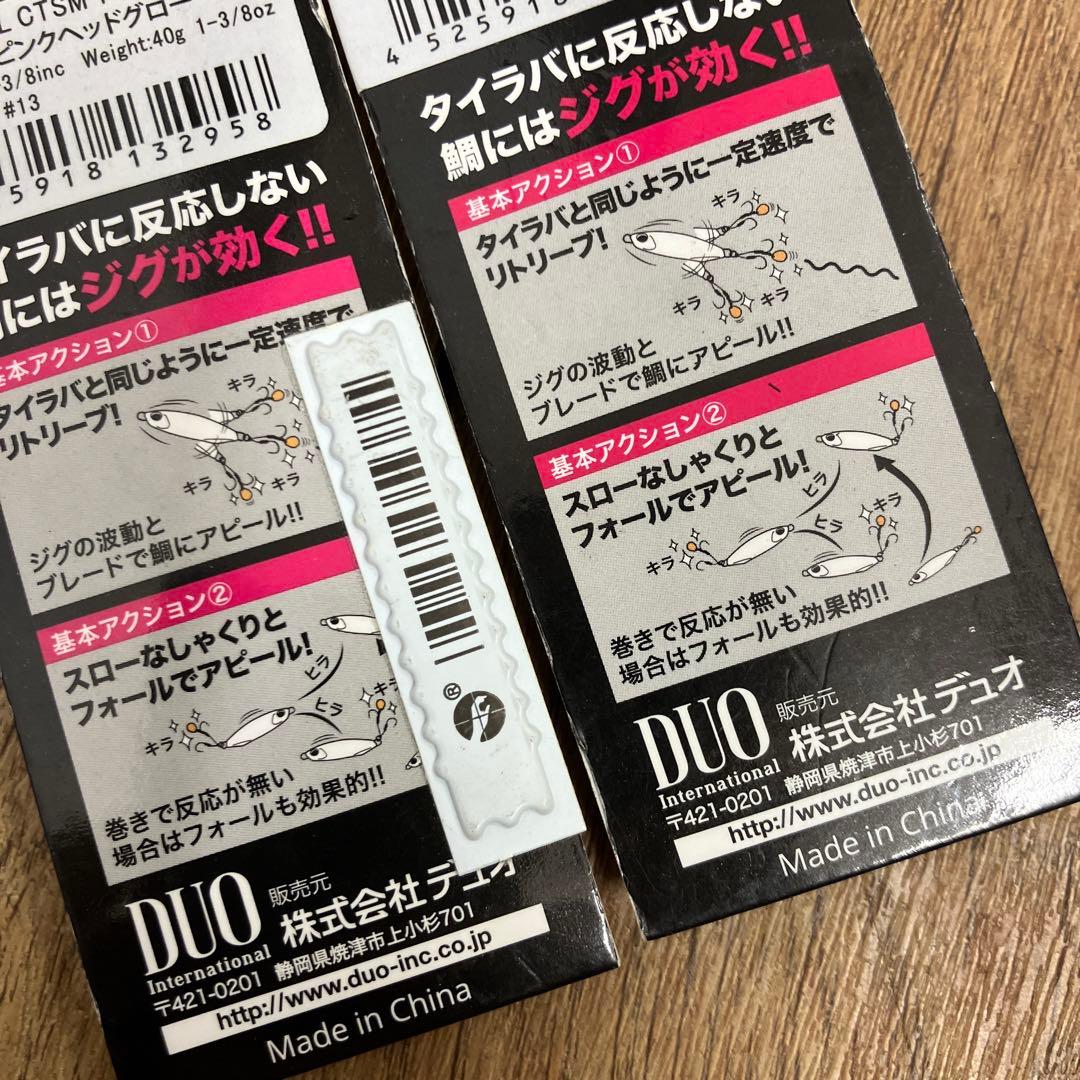 CTSM
ピンクヘッドグロー
3/8inc Weight:40g 1-3/8oz
#13
5918 132958
タイラバに反応しない
鯛にはジグが効く!!
基本アクション①
タイラバと同じように一定速度で
リトリーブ!
キラ
キラ
キラ
ジグの波動と
ブレードで鯛にアピール!!
基本アクション②
スローなしゃくりと
フォールでアピール!
ヒラ
ヒラ
キラ
キラ
巻きで反応が無い
場合はフォールも効果的!!
DUO
International
販売元
株式会社デュオ
〒421-0201 静岡県焼津市上小杉701
http://www.duo-inc.co.jp
Made in China
®
4 525918
タイラバに反応しない
鯛にはジグが効く!!
基本アクション①
タイラバと同じように一定速度で
リトリーブ!
キラ
キラ
キラ
ジグの波動と
ブレードで鯛にアピール!!
基本アクション②
スローなしゃくりと
フォールでアピール!
ヒラ
ヒラ
キラ
キラ
巻きで反応が無い
場合はフォールも効果的!!
DUO
International
販売元
株式会社デュオ
〒421-0201 静岡県焼津市上小杉701
http://www.duo-inc.co.jp
Made in China